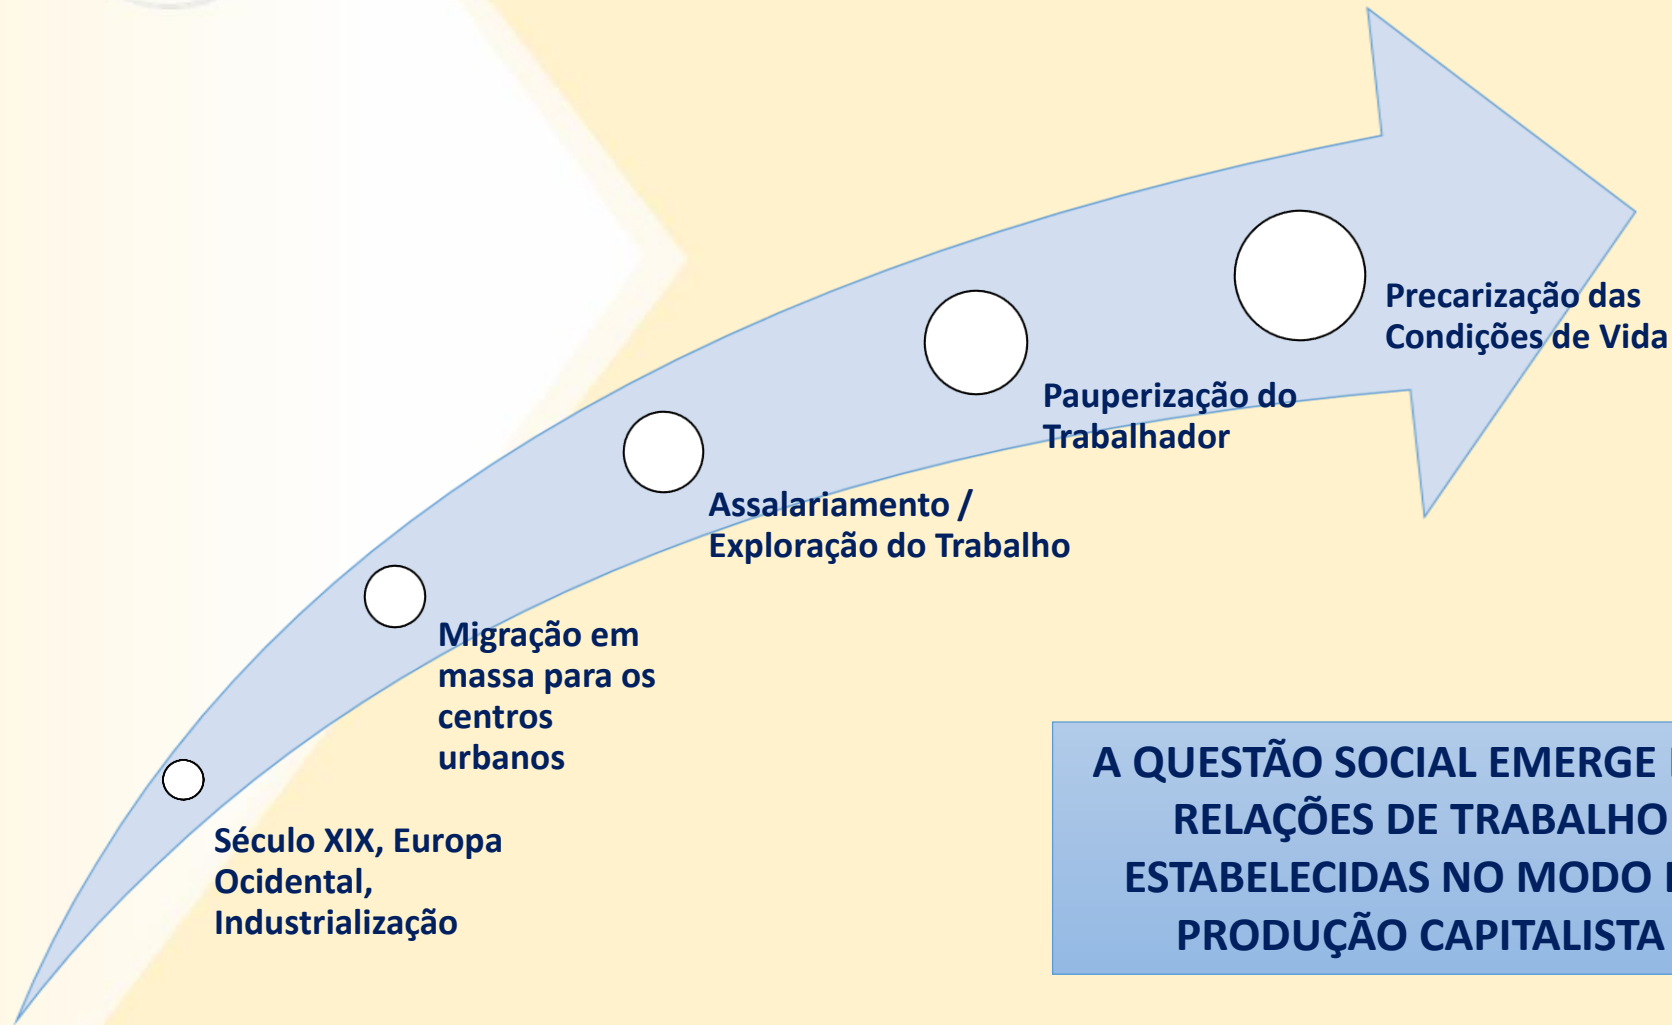 Precarização das
Condições de Vida
Pauperização do
Trabalhador
Assalariamento /
Exploração do Trabalho
Migração em
massa para os
centros
urbanos
Século XIX, Europa
Ocidental,
Industrialização
A QUESTÃO SOCIAL EMERGE
RELAÇÕES DE TRABALHO
ESTABELECIDAS NO MODO
PRODUÇÃO CAPITALISTA